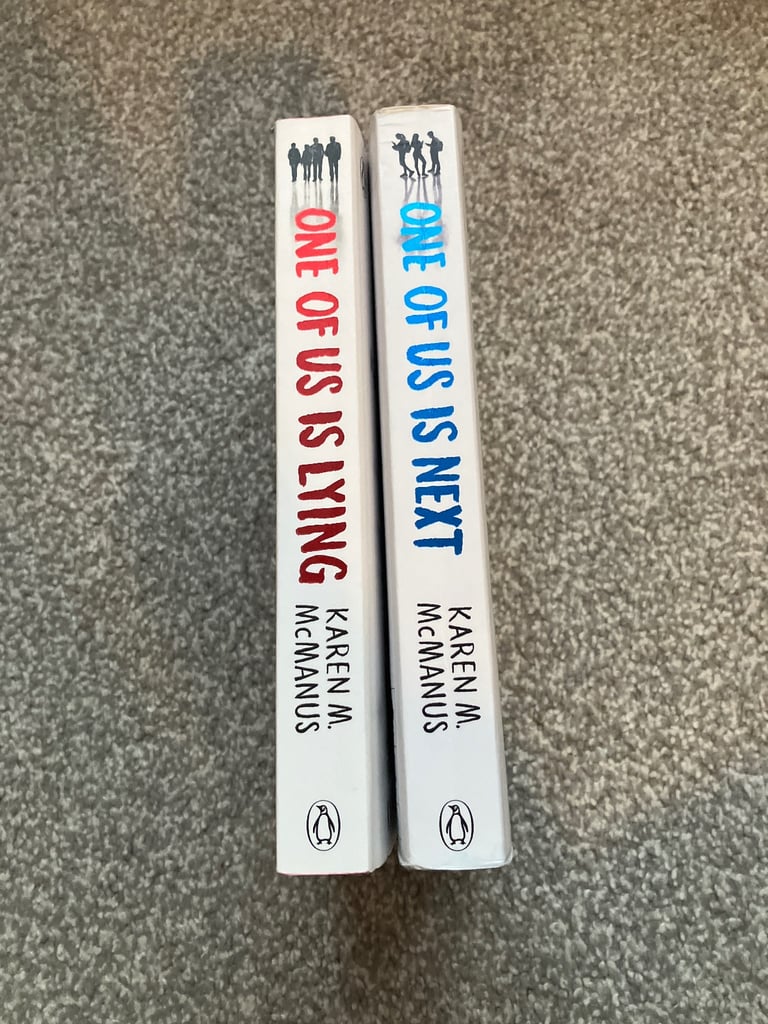 ONE OF US IS LYING
KAREN M.
McMANUS
ONE OF US IS NEXT
KAREN M.
McMANUS